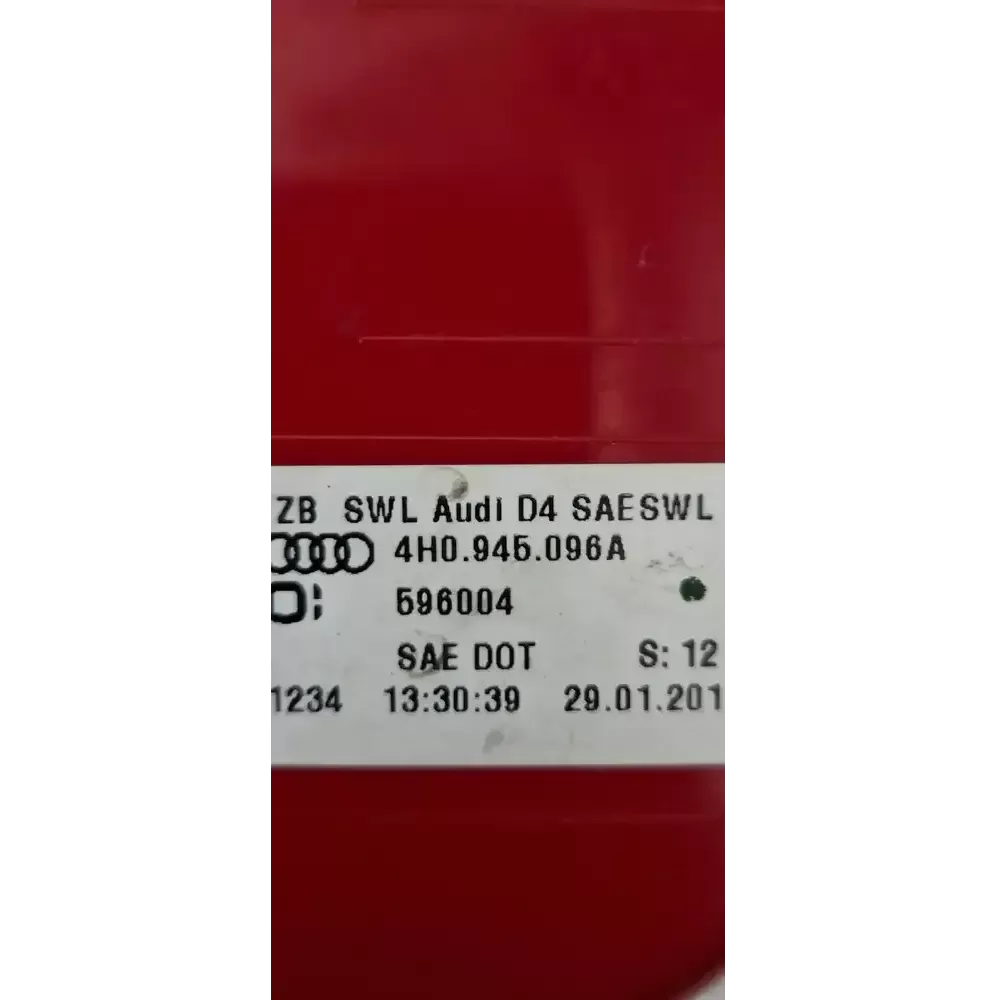 ZB SWL Audi D4 SAESWL
4H0.945.096A
596004
SAE DOT S: 12
1234 13:30:39 29.01.201